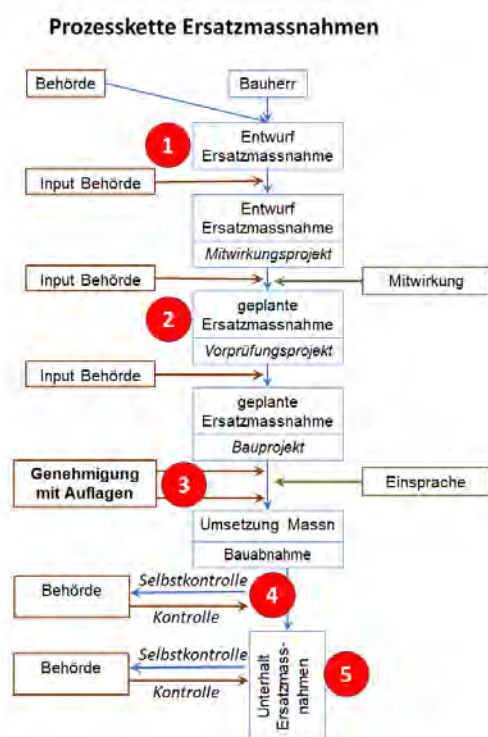 Prozesskette Ersatzmassnahmen
Behörde
Bauherr
1
Entwurf
Ersatzmassnahme
Input Behörde
Entwurf
Ersatzmassnahme
Mitwirkungsprojekt
Input Behörde
Mitwirkung
2
geplante
Ersatzmassnahme
Vorprüfungsprojekt
Input Behörde
geplante
Ersatzmassnahme
Bauprojekt
Genehmigung
mit Auflagen
3
Einsprache
Umsetzung Massn
Bauabnahme
Behörde
Selbstkontrolle
Kontrolle
4
Behörde
Selbstkontrolle
Kontrolle
Unterhalt
Ersatzmass-
nahmen
5